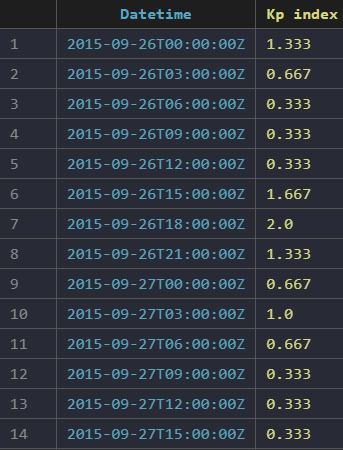 Datetime Kp index
1 2015-09-26T00:00:00Z 1.333
2 2015-09-26T03:00:00Z 0.667
3 2015-09-26T06:00:00Z 0.333
4 2015-09-26T09:00:00Z 0.333
5 2015-09-26T12:00:00Z 0.333
6 2015-09-26T15:00:00Z 1.667
7 2015-09-26T18:00:00Z 2.0
8 2015-09-26T21:00:00Z 1.333
9 2015-09-27T00:00:00Z 0.667
10 2015-09-27T03:00:00Z 1.0
11 2015-09-27T06:00:00Z 0.667
12 2015-09-27T09:00:00Z 0.333
13 2015-09-27T12:00:00Z 0.333
14 2015-09-27T15:00:00Z 0.333